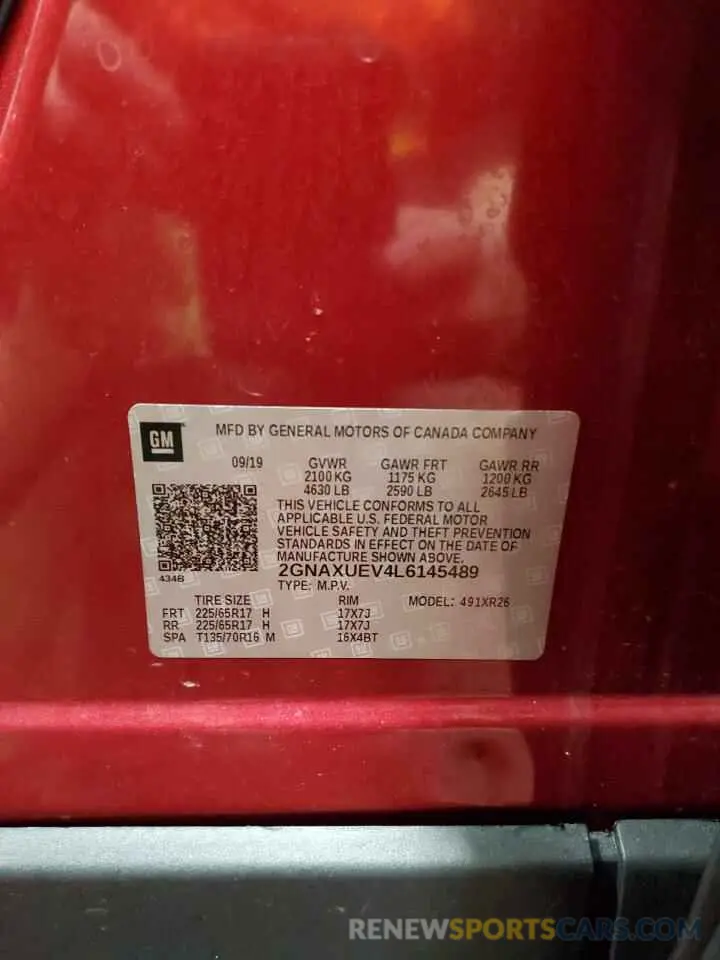 GM
MFD BY GENERAL MOTORS OF CANADA COMPANY
09/19 GVWR GAWR FRT GAWR RR
2100 KG 1175 KG 1200 KG
4630 LB 2590 LB 2645 LB
THIS VEHICLE CONFORMS TO ALL
APPLICABLE U.S. FEDERAL MOTOR
VEHICLE SAFETY AND THEFT PREVENTION
STANDARDS IN EFFECT ON THE DATE OF
MANUFACTURE SHOWN ABOVE.
434B 2GNAXUEV4L6145489
TYPE: M.P.V.
TIRE SIZE RIM MODEL: 491XR26
FRT 225/65R17 H 17X7J
RR 225/65R17 H 17X7J
SPA T135/70R16 M 16X4BT
RENEWSPORTSCARS.COM